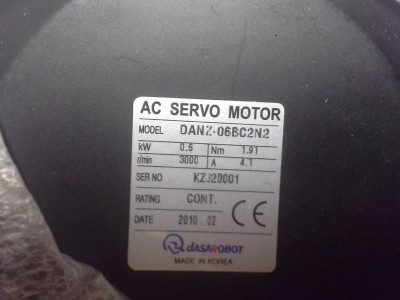 AC SERVO MOTOR
MODEL DANZ-06BC2N2
kW 0.6 Nm 1.91
r/min 3000 A 4.1
SER NO KZJ20001
RATING CONT.
DATE 2010 . 02 CE
DASAROBOT
MADE IN KOREA